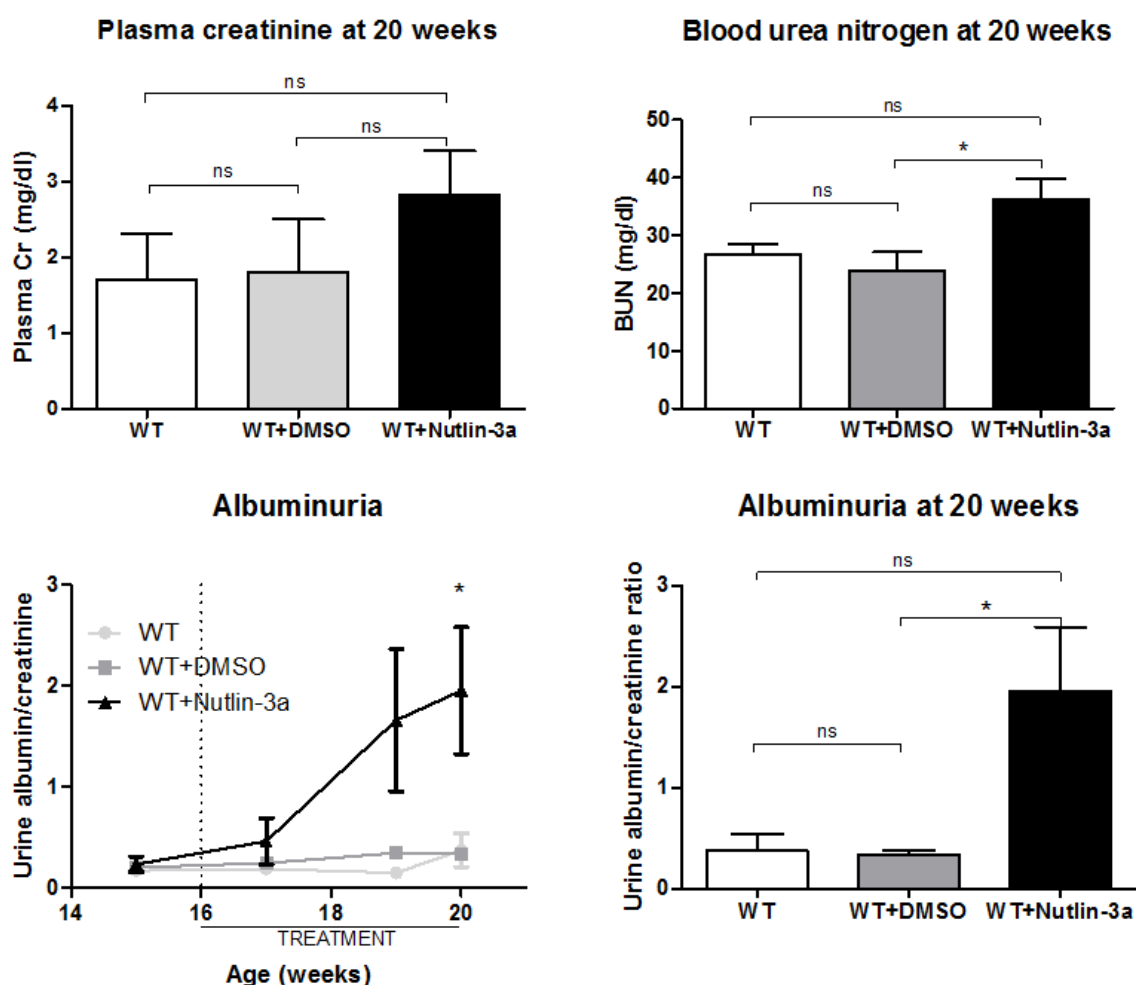 Plasma creatinine at 20 weeks
ns
ns
ns
Plasma Cr (mg/dl)
4
3
2
1
0
WT
WT+DMSO
WT+Nutlin-3a
Blood urea nitrogen at 20 weeks
ns
*
ns
BUN (mg/dl)
50
40
30
20
10
0
WT
WT+DMSO
WT+Nutlin-3a
Albuminuria
*
Urine albumin/creatinine
3
2
1
0
WT
WT+DMSO
WT+Nutlin-3a
14
16
18
20
TREATMENT
Age (weeks)
Albuminuria at 20 weeks
ns
*
ns
Urine albumin/creatinine ratio
3
2
1
0
WT
WT+DMSO
WT+Nutlin-3a